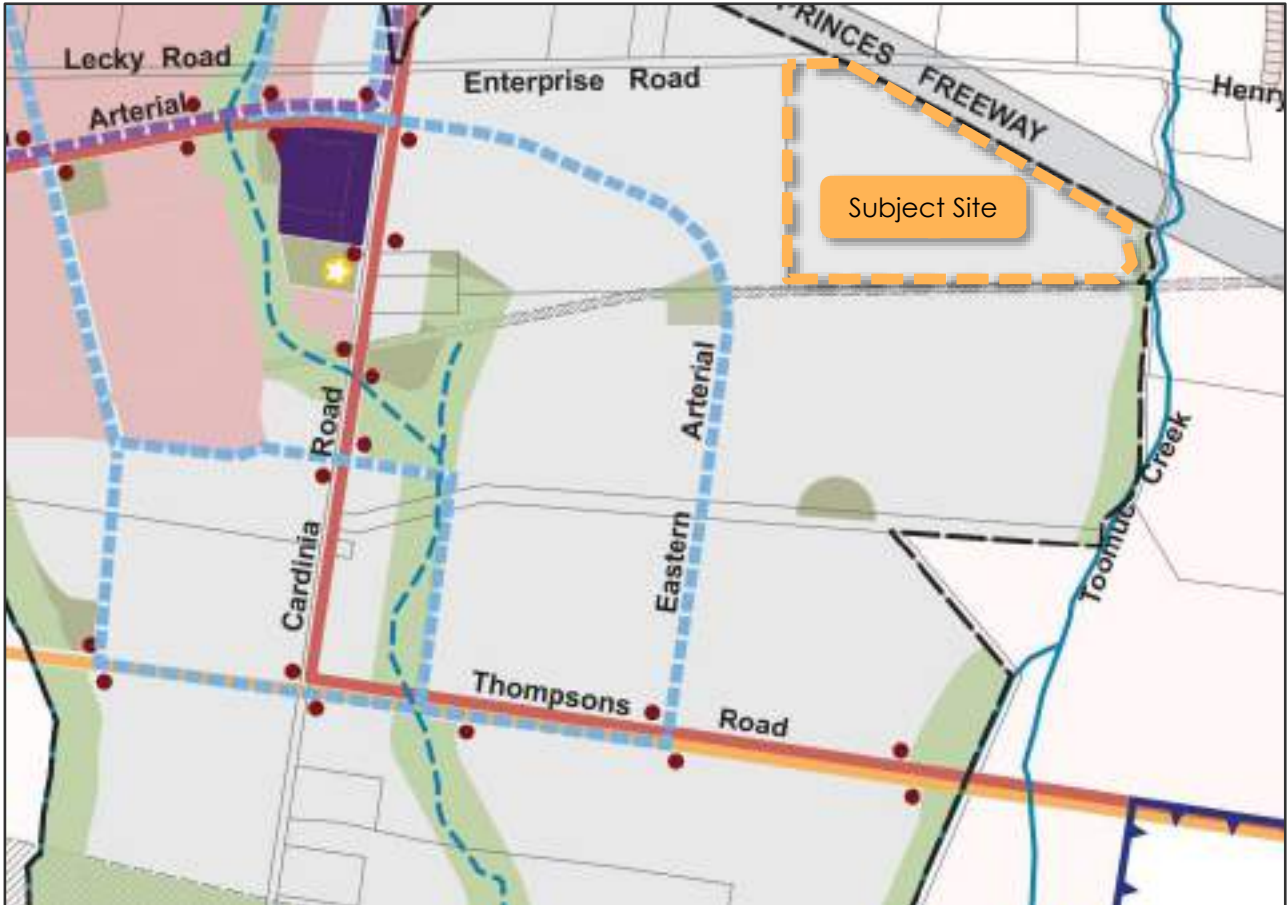 PRINCES FREEWAY
Lecky Road
Enterprise Road
Henry
Arterial
Subject Site
Arterial
Road
Cardinia
Eastern
Toomuc Creek
Thompsons Road